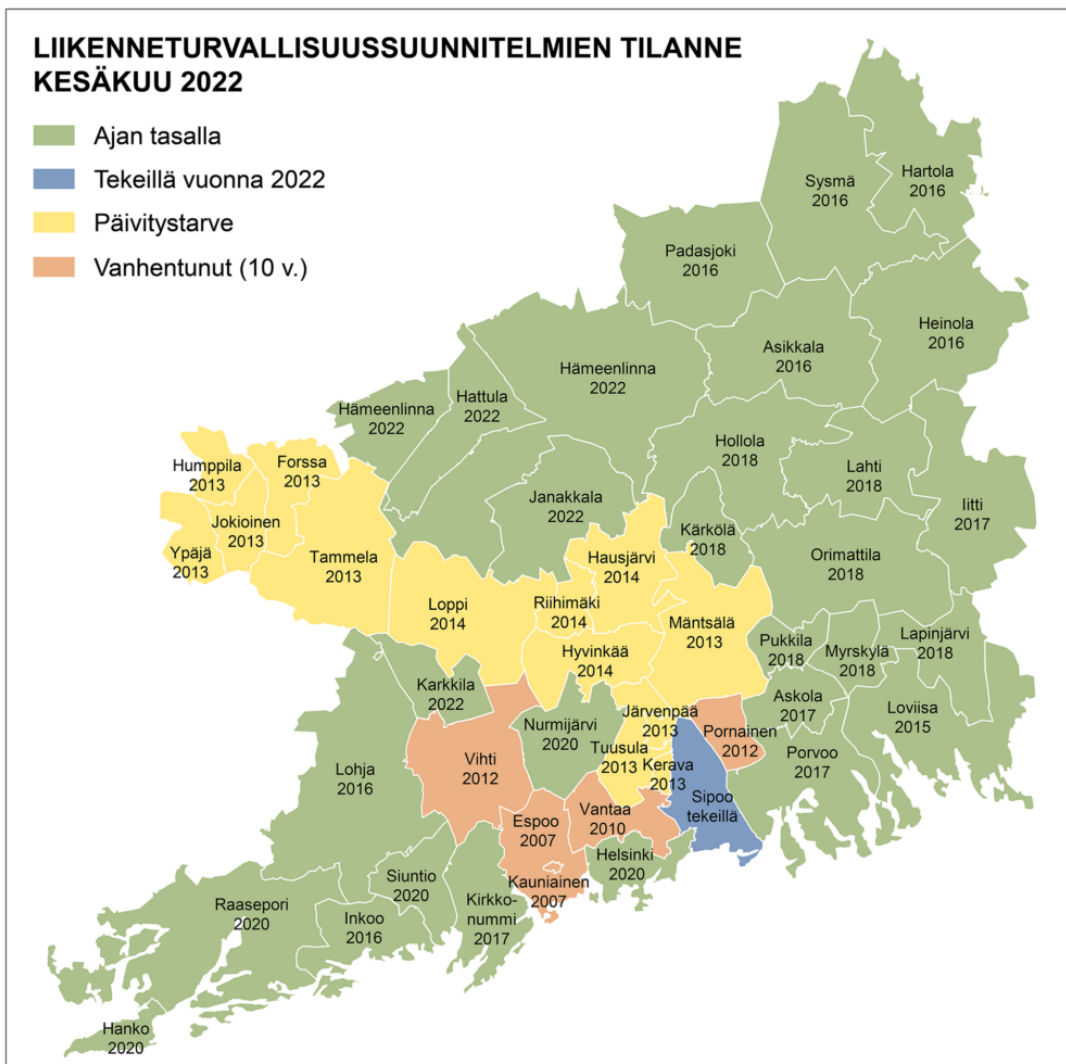 LIIKENNETURVALLISUUSSUUNNITELMIEN TILANNE
KESÄKUU 2022
Ajan tasalla
Tekeillä vuonna 2022
Päivitystarve
Vanhentunut (10 v.)
Sysmä
2016
Hartola
2016
Padasjoki
2016
Heinola
2016
Asikkala
2016
Hämeenlinna
2022
Hattula
2022
Hämeenlinna
2022
Hollola
2018
Lahti
2018
Iitti
2017
Humppila
2013
Forssa
2013
Janakkala
2022
Jokioinen
2013
Kärkölä
2018
Ypäjä
2013
Tammela
2013
Hausjärvi
2014
Orimattila
2018
Loppi
2014
Riihimäki
2014
Mäntsälä
2013
Hyvinkää
2014
Pukkila
2018
Myrskylä
2018
Lapinjärvi
2018
Karkkila
2022
Askola
2017
Loviisa
2015
Nurmijärvi
2020
Järvenpää
2013
Pornainen
2012
Tuusula
2013
Porvoo
2017
Vihti
2012
Kerava
2013
Lohja
2016
Sipoo
tekeillä
Espoo
2007
Vantaa
2010
Helsinki
2020
Siuntio
2020
Kauniainen
2007
Raasepori
2020
Kirkko-
nummi
2017
Inkoo
2016
Hanko
2020